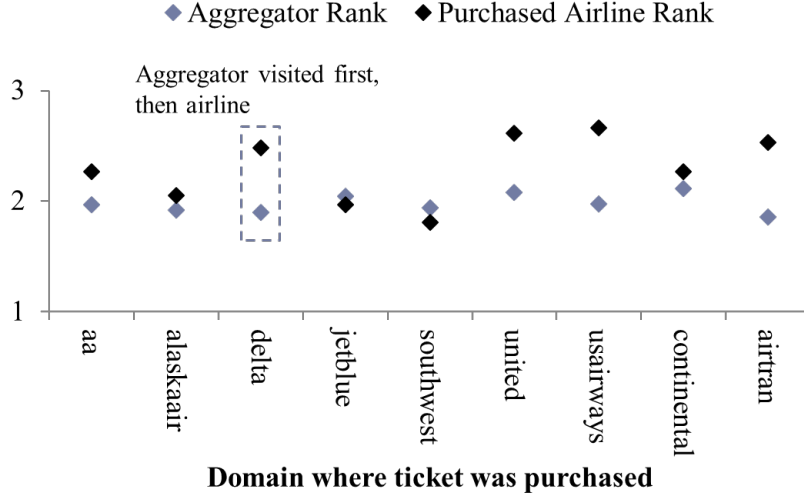 Aggregator Rank Purchased Airline Rank
Aggregator visited first,
then airline
3
2
1
aa
alaskaair
delta
jetblue
southwest
united
usairways
continental
airtran
Domain where ticket was purchased